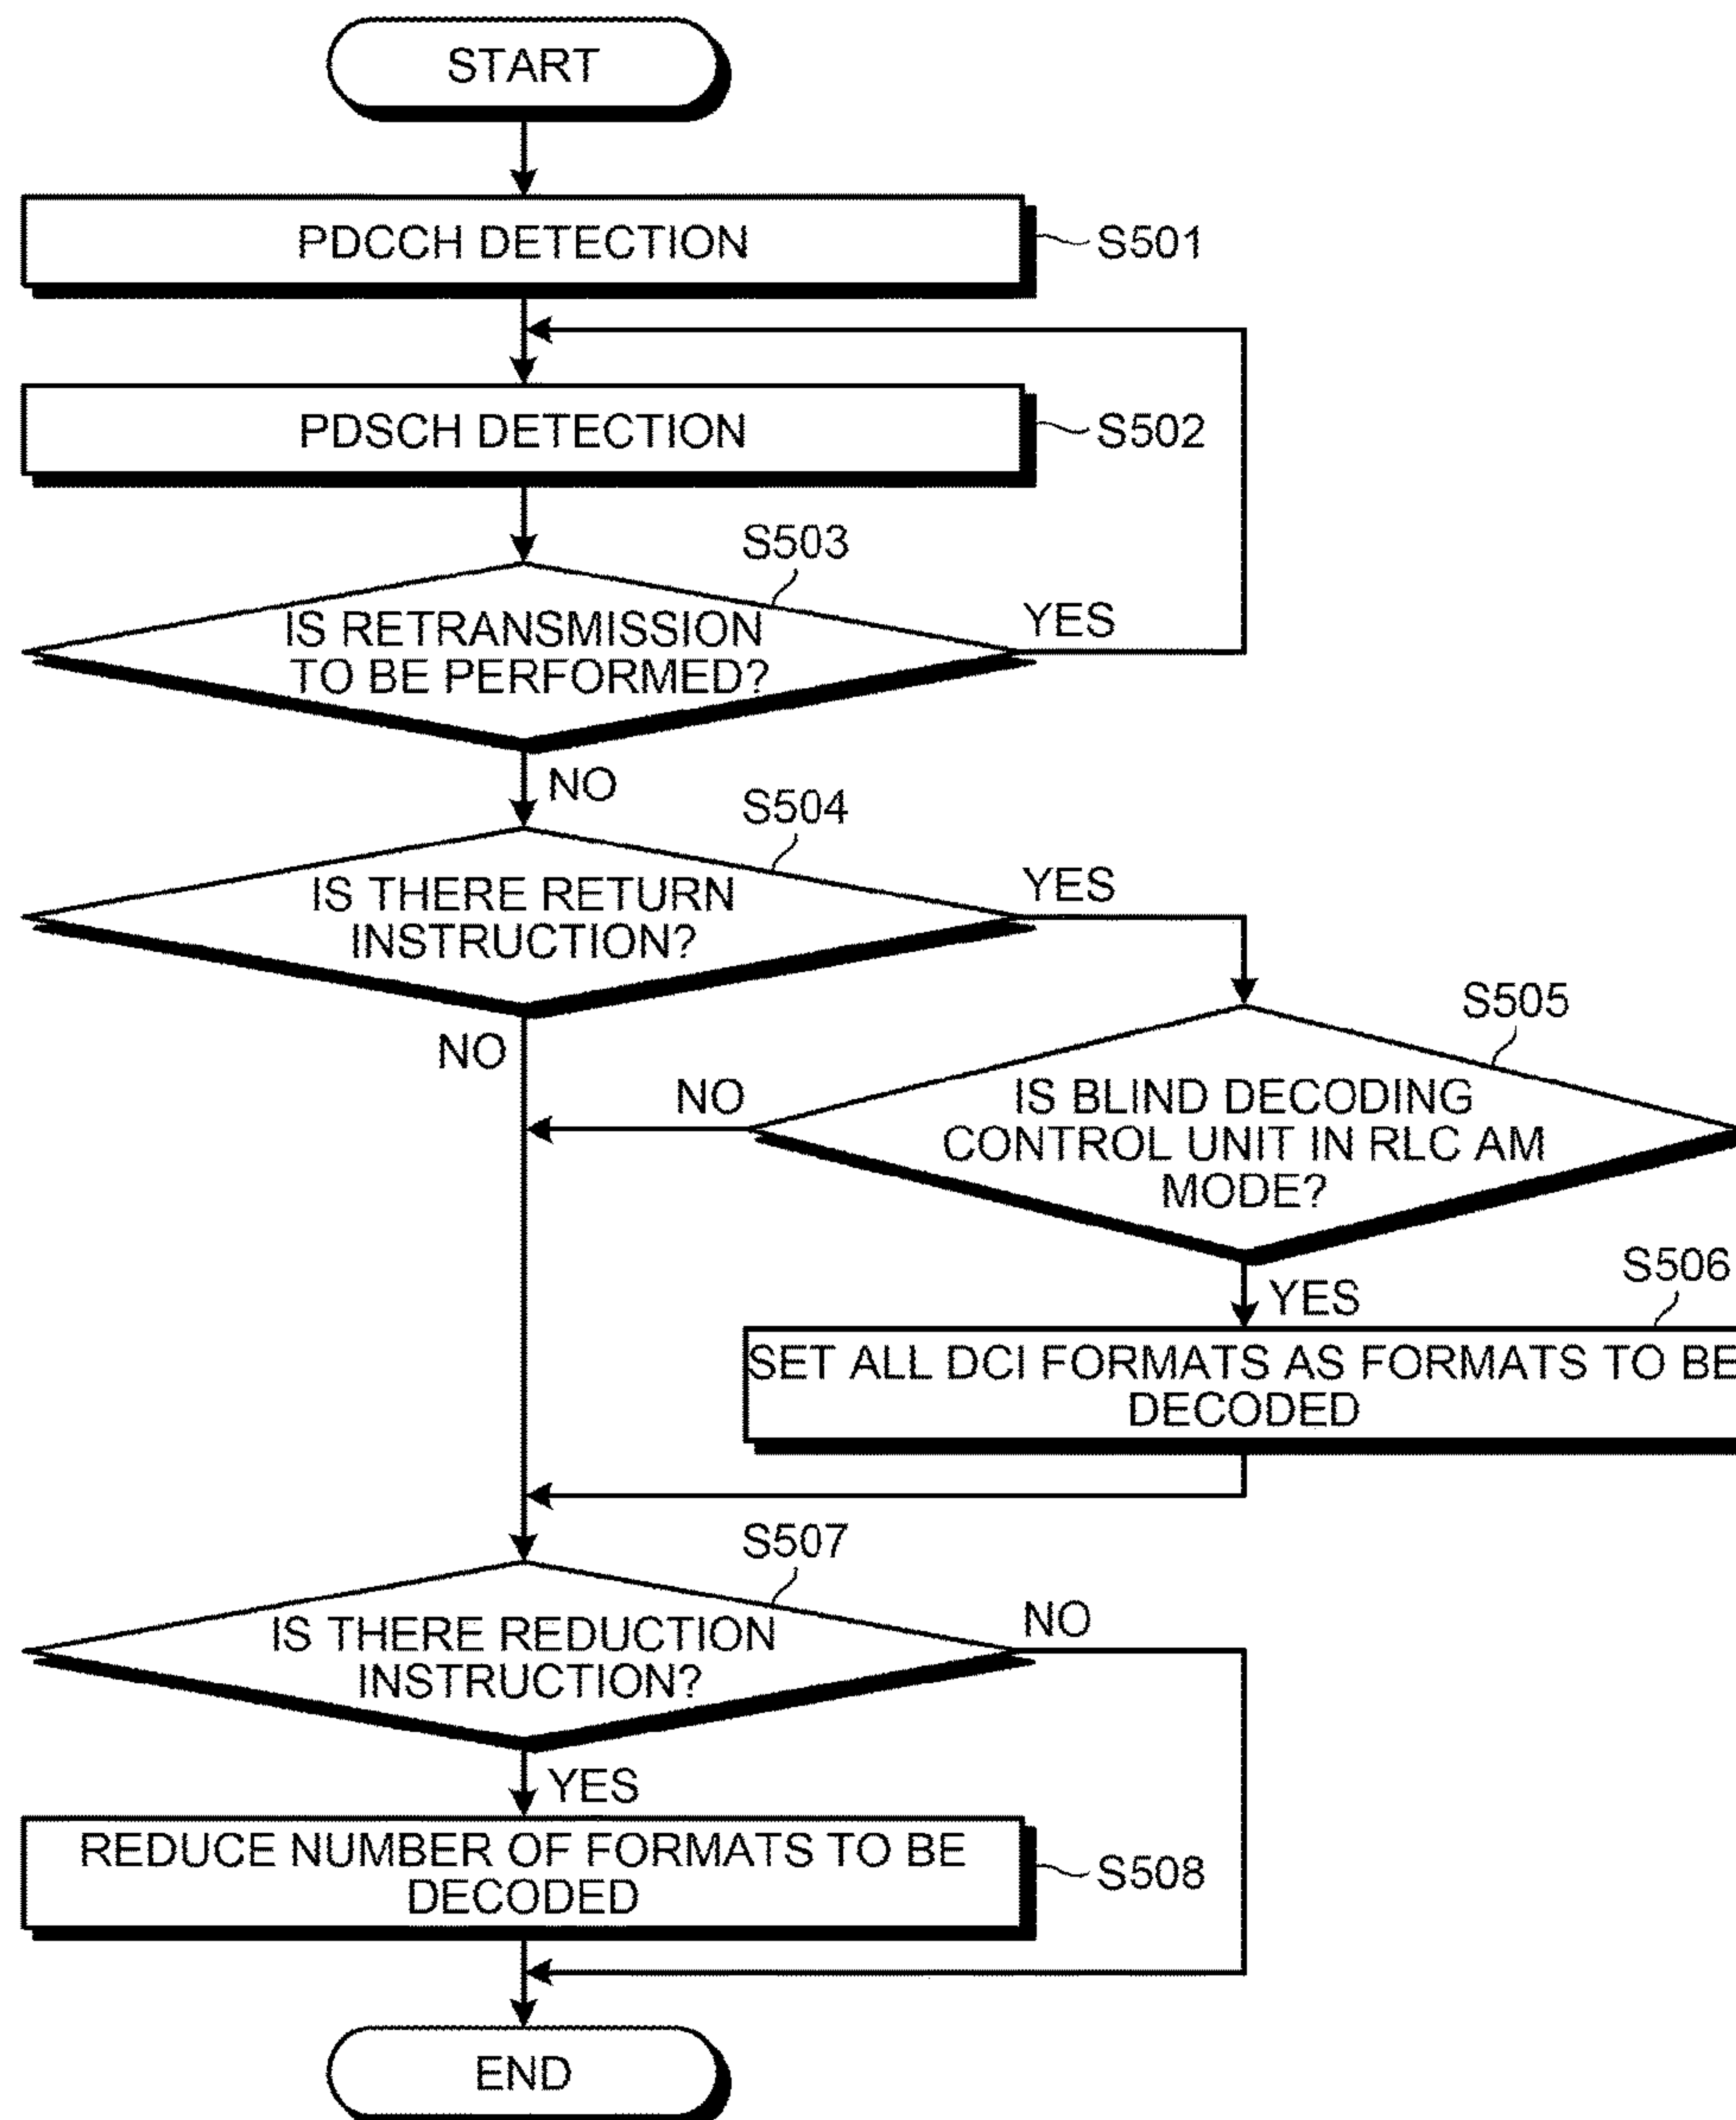 START
PDCCH DETECTION
S501
PDSCH DETECTION
S502
S503
IS RETRANSMISSION
TO BE PERFORMED?
YES
NO
S504
IS THERE RETURN
INSTRUCTION?
YES
NO
S505
IS BLIND DECODING
CONTROL UNIT IN RLC AM
MODE?
NO
YES
S506
SET ALL DCI FORMATS AS FORMATS TO BE
DECODED
S507
IS THERE REDUCTION
INSTRUCTION?
NO
YES
REDUCE NUMBER OF FORMATS TO BE
DECODED
S508
END